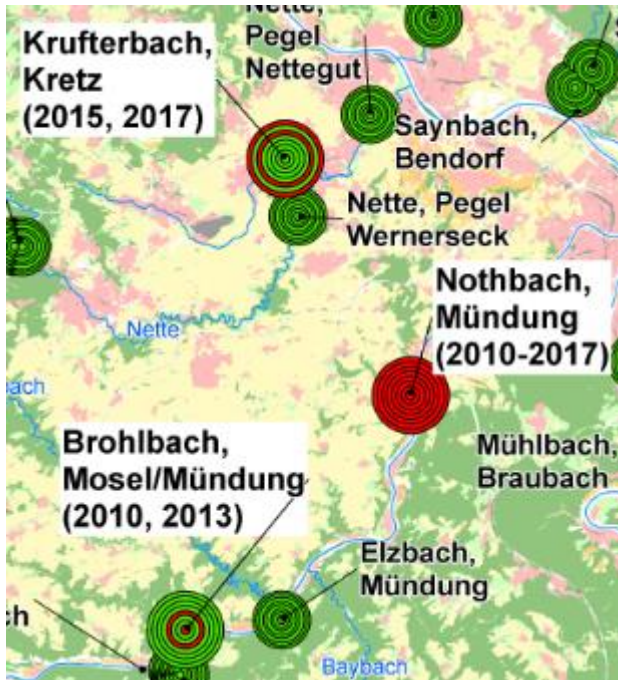 Nette,
Pegel
Nettegut
Krufterbach,
Kretz
(2015, 2017)
Saynbach,
Bendorf
Nette, Pegel
Wernerseck
Nothbach,
Mündung
(2010-2017)
Nette
bach
Brohlbach,
Mosel/Mündung
(2010, 2013)
Mühlbach,
Braubach
Elzbach,
Mündung
ch
Baybach